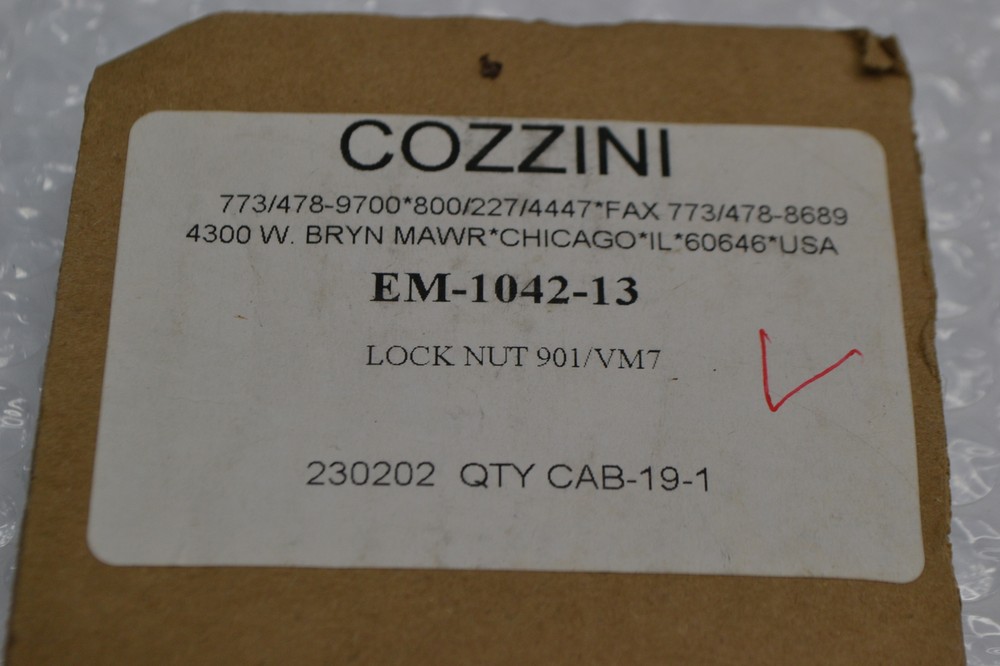 COZZINI
773/478-9700*800/227/4447*FAX 773/478-8689
4300 W. BRYN MAWR*CHICAGO*IL*60646*USA
EM-1042-13
LOCK NUT 901/VM7
230202 QTY CAB-19-1